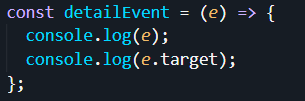 const detailEvent = (e) => {
  console.log(e);
  console.log(e.target);
};